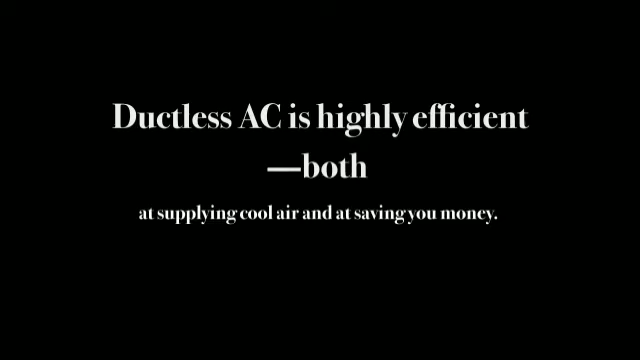 Ductless AC is highly efficient
—both
at supplying cool air and at saving you money.